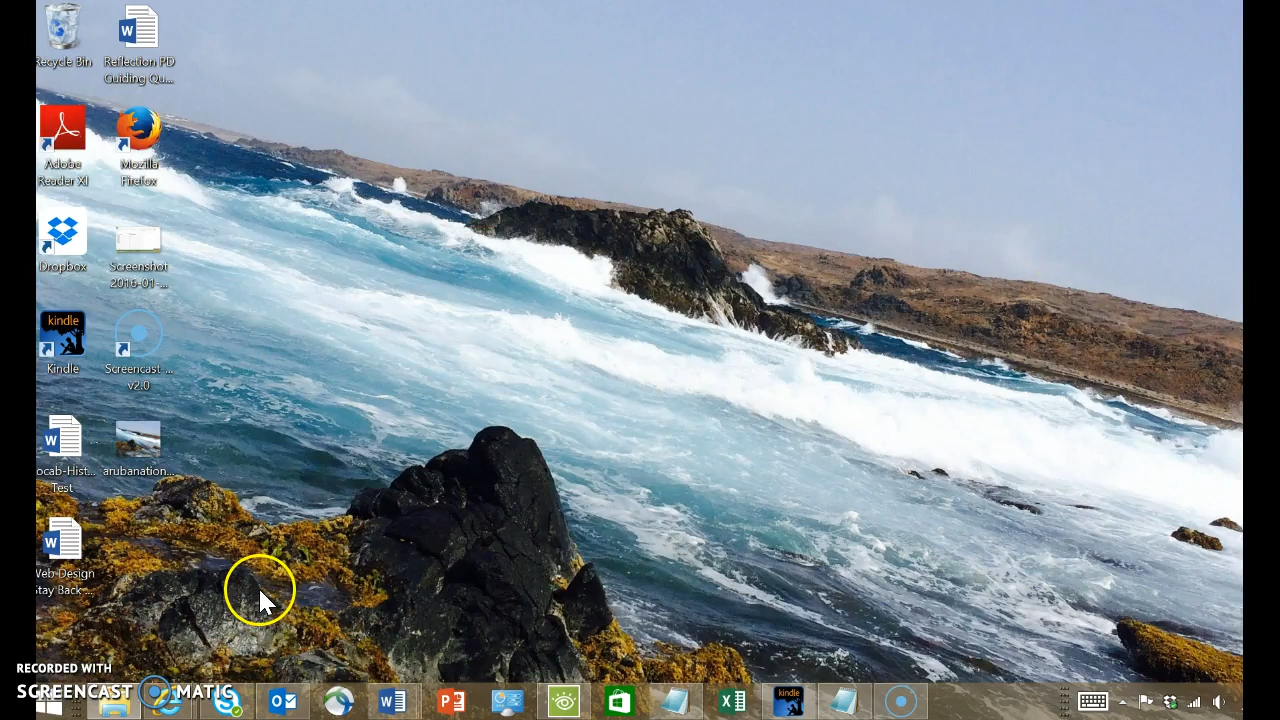 Recycle Bin
Reflection PD
Guiding Qu...
Adobe
Reader XI
Mozilla
Firefox
Dropbox
Screenshot
2016-01-...
kindle
Kindle
Screencast-...
v2.0
ocab-Hist...
Test
arubanation...
Web Design
Stay Back ...
RECORDED WITH
SCREENCAST MATIC
kindle